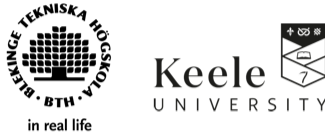 BLEKINGE TEKNISKA HÖGSKOLA
· BTH ·
in real life
Keele
UNIVERSITY
7